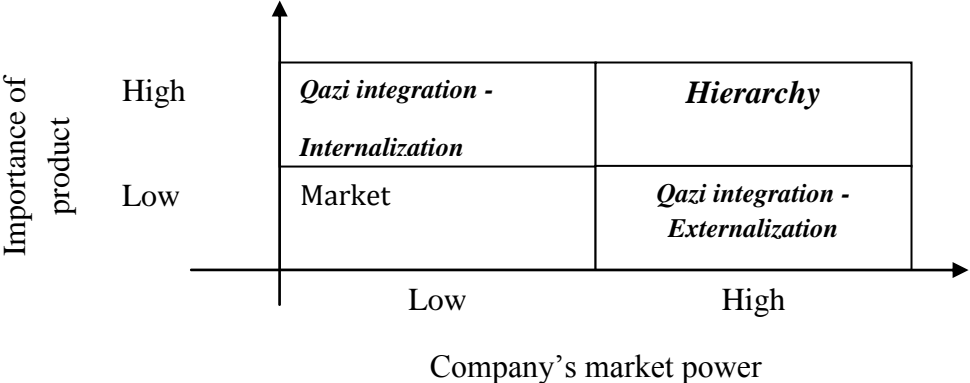 Importance of
product
High
Qazi integration -
Internalization
Hierarchy
Low
Market
Qazi integration -
Externalization
Low
High
Company’s market power